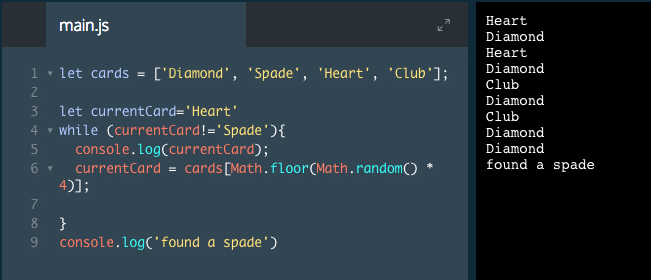 main.js
1 let cards = ['Diamond', 'Spade', 'Heart', 'Club'];
2
3 let currentCard='Heart'
4 while (currentCard!='Spade'){
5   console.log(currentCard);
6   currentCard = cards[Math.floor(Math.random() *
4)];
7
8 }
9 console.log('found a spade')
Heart
Diamond
Heart
Diamond
Club
Diamond
Club
Diamond
Diamond
found a spade